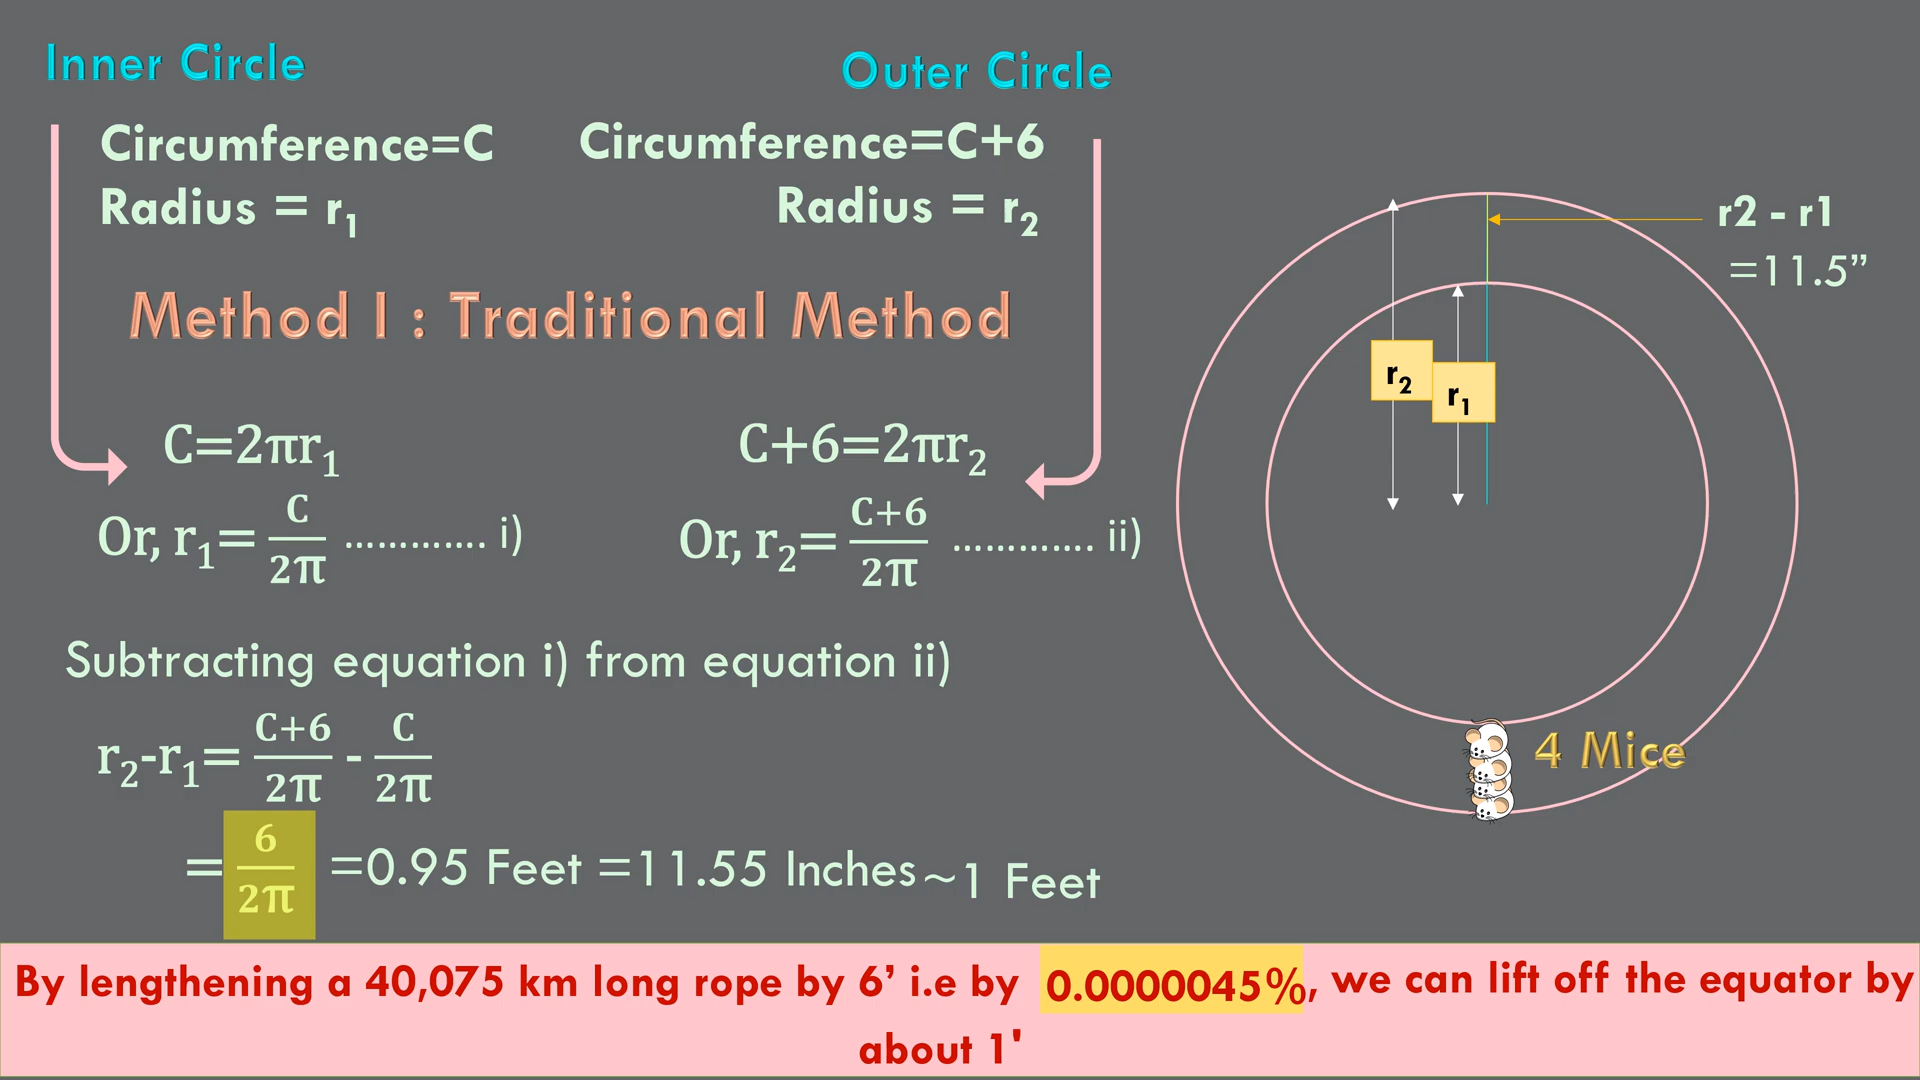 Inner Circle
Outer Circle
Circumference=C
Radius = r₁
Circumference=C+6
Radius = r₂
Method I : Traditional Method
C=2πr₁
Or, r₁= C/2π ............. i)
C+6=2πr₂
Or, r₂= C+6/2π ............. ii)
Subtracting equation i) from equation ii)
r₂-r₁= C+6/2π - C/2π
= 6/2π =0.95 Feet =11.55 Inches ~1 Feet
r2 - r1
=11.5”
r₂
r₁
4 Mice
By lengthening a 40,075 km long rope by 6’ i.e by 0.0000045%, we can lift off the equator by
about 1'